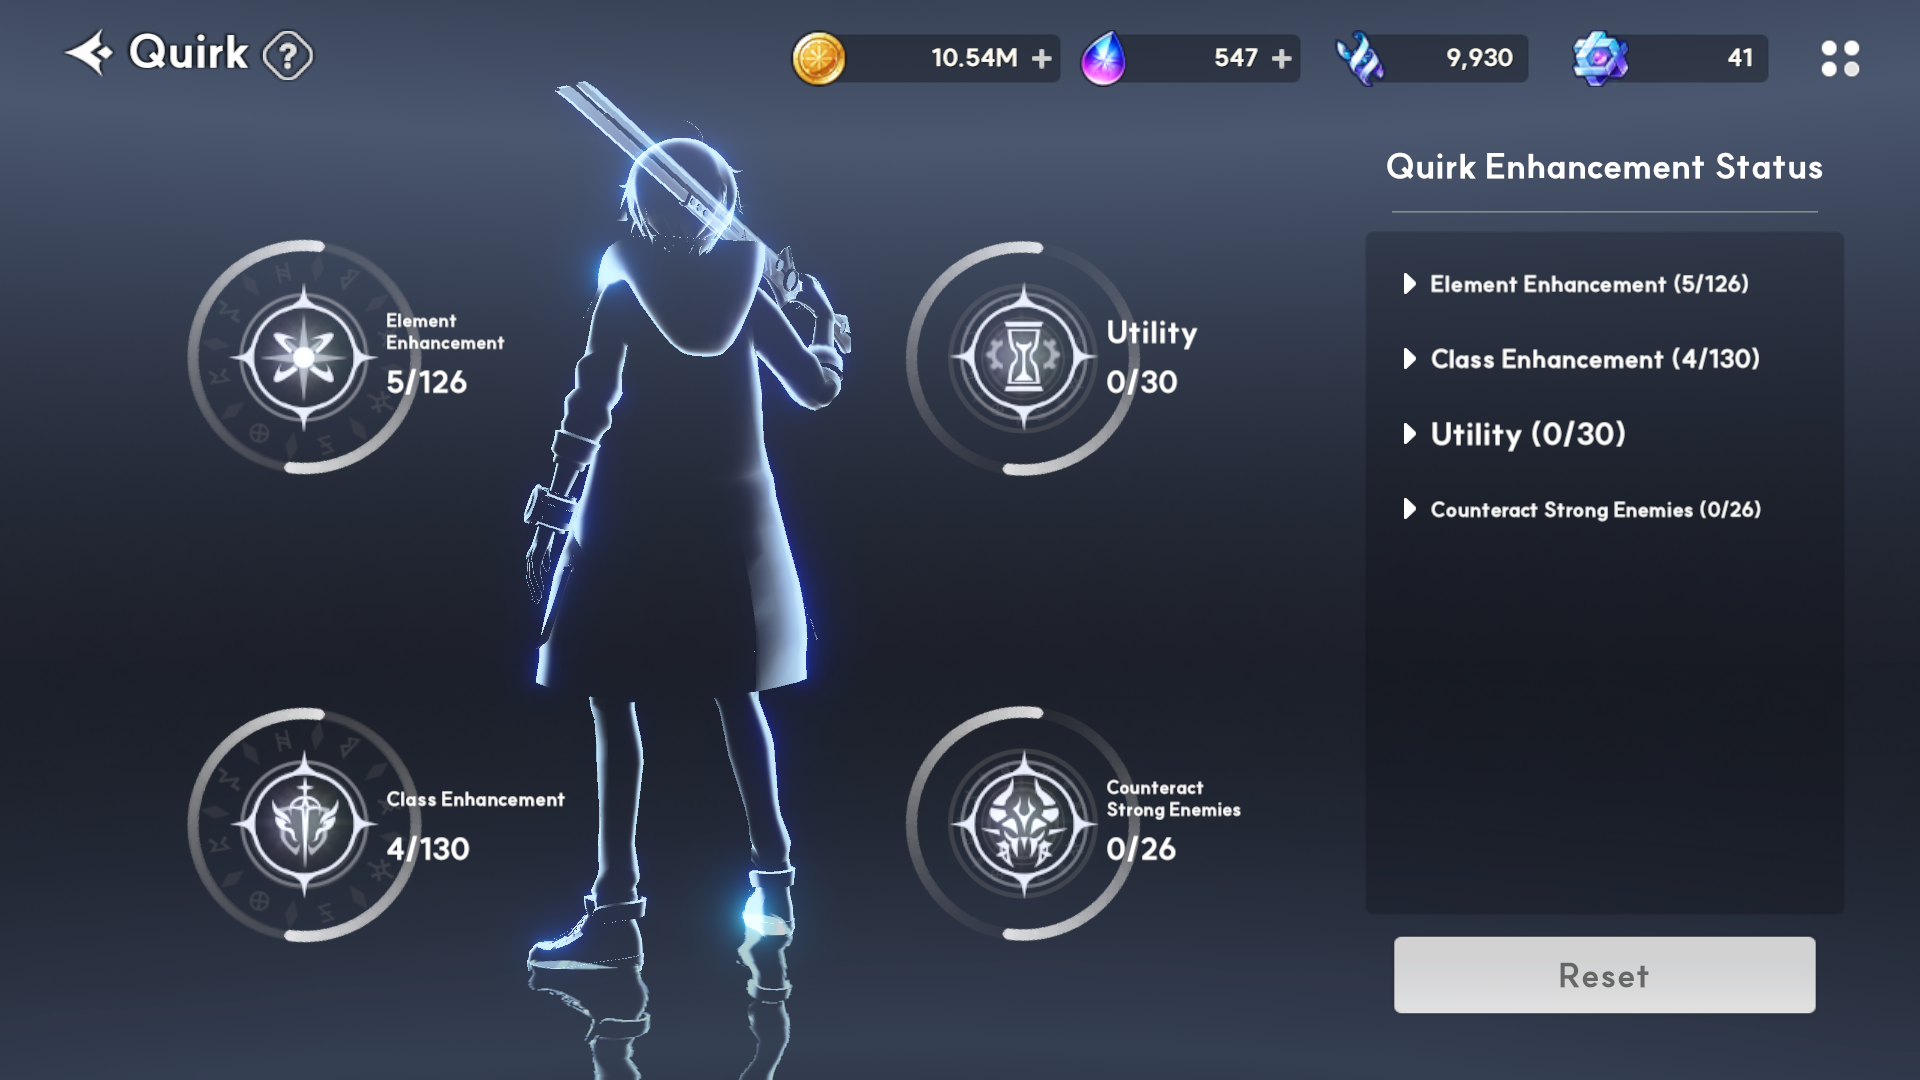 Quirk ?
10.54M +
547 +
9,930
41
Quirk Enhancement Status
Element Enhancement (5/126)
Class Enhancement (4/130)
Utility (0/30)
Counteract Strong Enemies (0/26)
Element
Enhancement
5/126
Utility
0/30
Class Enhancement
4/130
Counteract
Strong Enemies
0/26
Reset